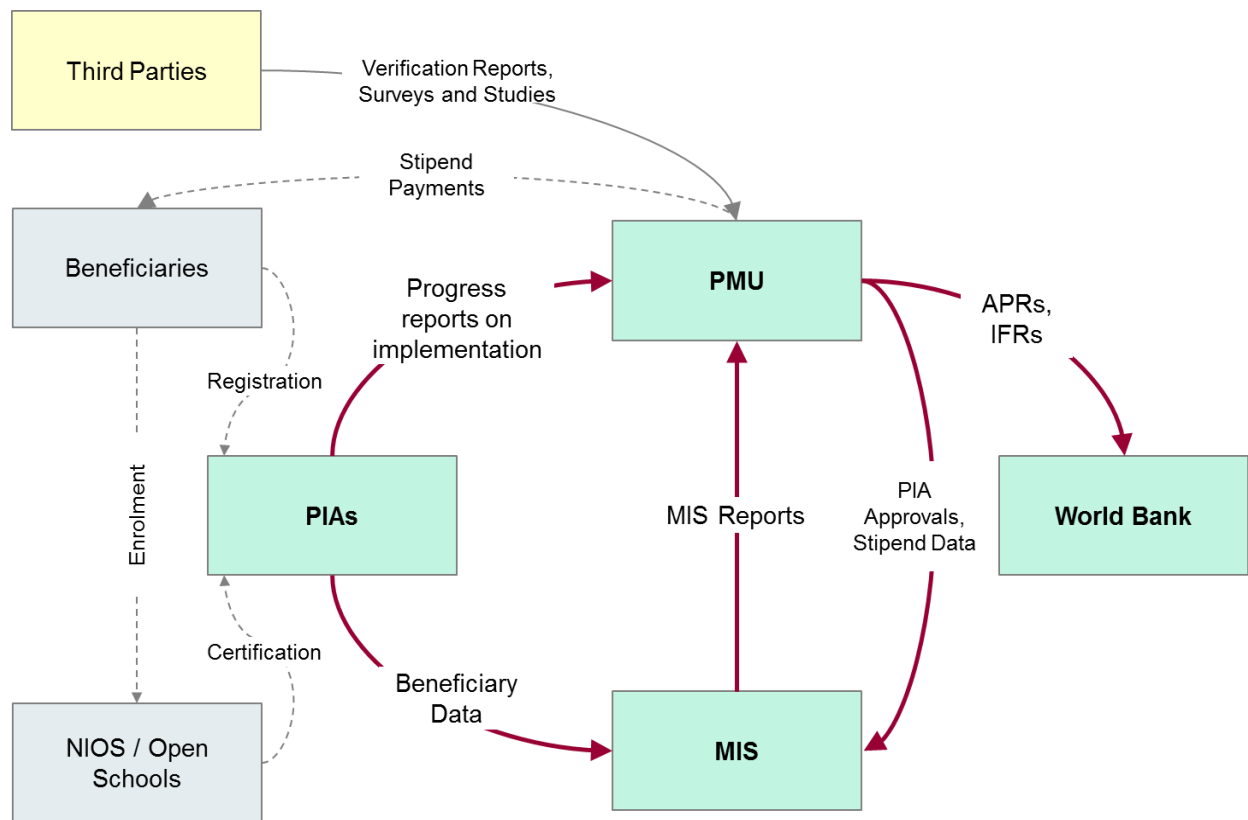 Third Parties
Verification Reports,
Surveys and Studies
Stipend
Payments
Beneficiaries
PMU
Progress
reports on
implementation
APRs,
IFRs
Registration
Enrolment
PIAs
MIS Reports
PIA
Approvals,
Stipend Data
World Bank
Certification
Beneficiary
Data
NIOS / Open
Schools
MIS